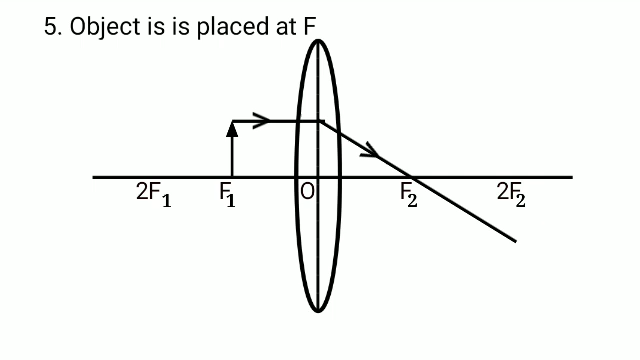 5. Object is is placed at F
2F₁ F₁ O F₂ 2F₂